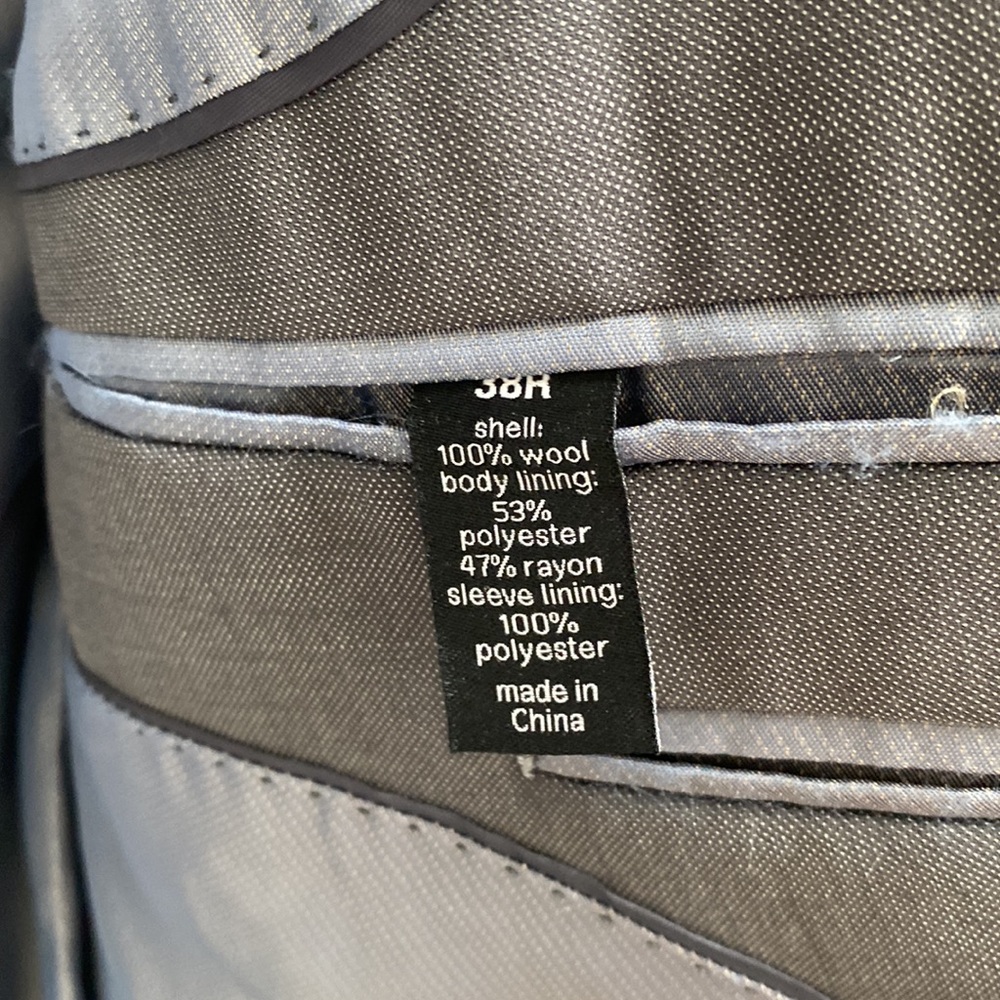 38R
shell:
100% wool
body lining:
53%
polyester
47% rayon
sleeve lining:
100%
polyester
made in
China